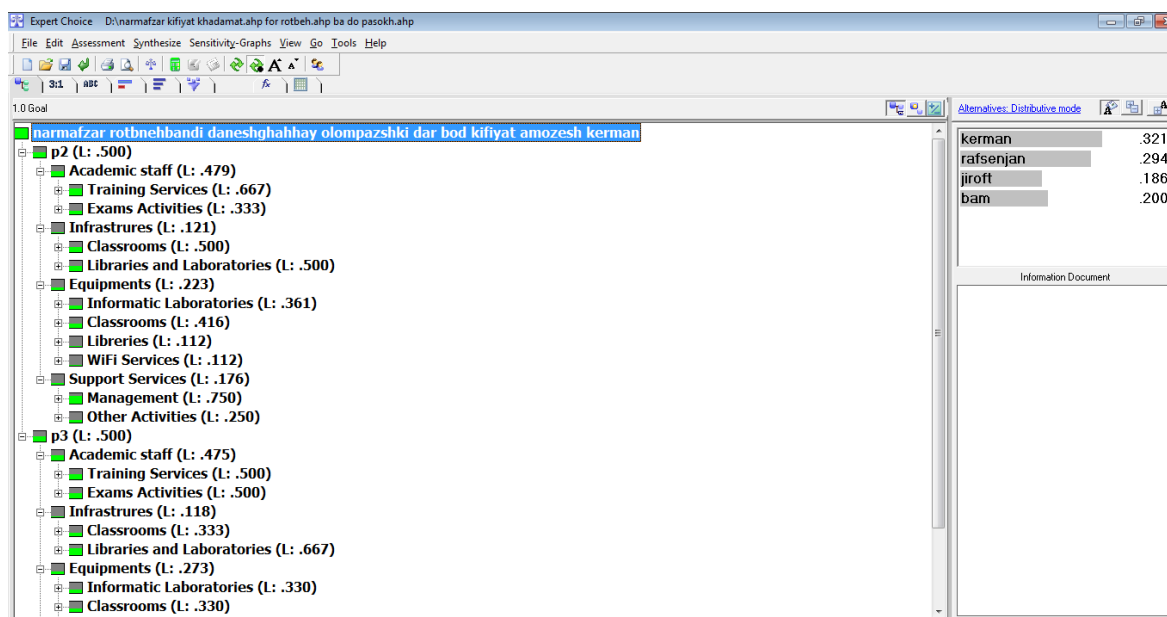 Expert Choice D:\narmafzar kifiyat khadamat.ahp for rotbeh.ahp ba do pasokh.ahp
File Edit Assessment Synthesize Sensitivity-Graphs View Go Tools Help
3:1 ABC fx
1.0 Goal
narmafzar rotbnehbandi daneshghahhay olompazshki dar bod kifiyat amozesh kerman
p2 (L: .500)
Academic staff (L: .479)
Training Services (L: .667)
Exams Activities (L: .333)
Infrastrures (L: .121)
Classrooms (L: .500)
Libraries and Laboratories (L: .500)
Equipments (L: .223)
Informatic Laboratories (L: .361)
Classrooms (L: .416)
Libreries (L: .112)
WiFi Services (L: .112)
Support Services (L: .176)
Management (L: .750)
Other Activities (L: .250)
p3 (L: .500)
Academic staff (L: .475)
Training Services (L: .500)
Exams Activities (L: .500)
Infrastrures (L: .118)
Classrooms (L: .333)
Libraries and Laboratories (L: .667)
Equipments (L: .273)
Informatic Laboratories (L: .330)
Classrooms (L: .330)
Alternatives: Distributive mode
kerman .321
rafsenjan .294
jiroft .186
bam .200
Information Document